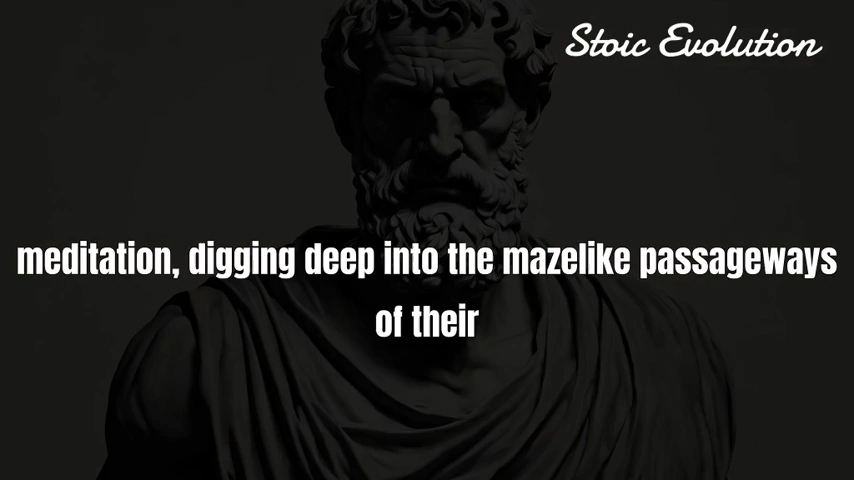 Stoic Evolution
meditation, digging deep into the mazelike passageways
of their